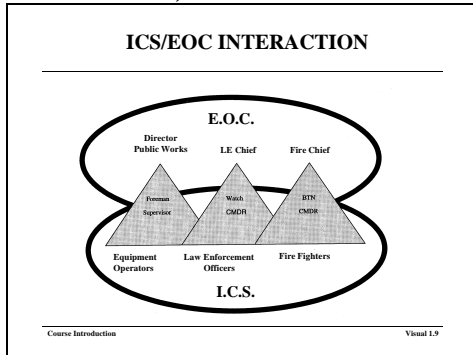 ICS/EOC INTERACTION
E.O.C.
Director
Public Works
LE Chief
Fire Chief
Foreman
Supervisor
Watch
CMDR
BTN
CMDR
Equipment
Operators
Law Enforcement
Officers
Fire Fighters
I.C.S.
Course Introduction
Visual 1.9